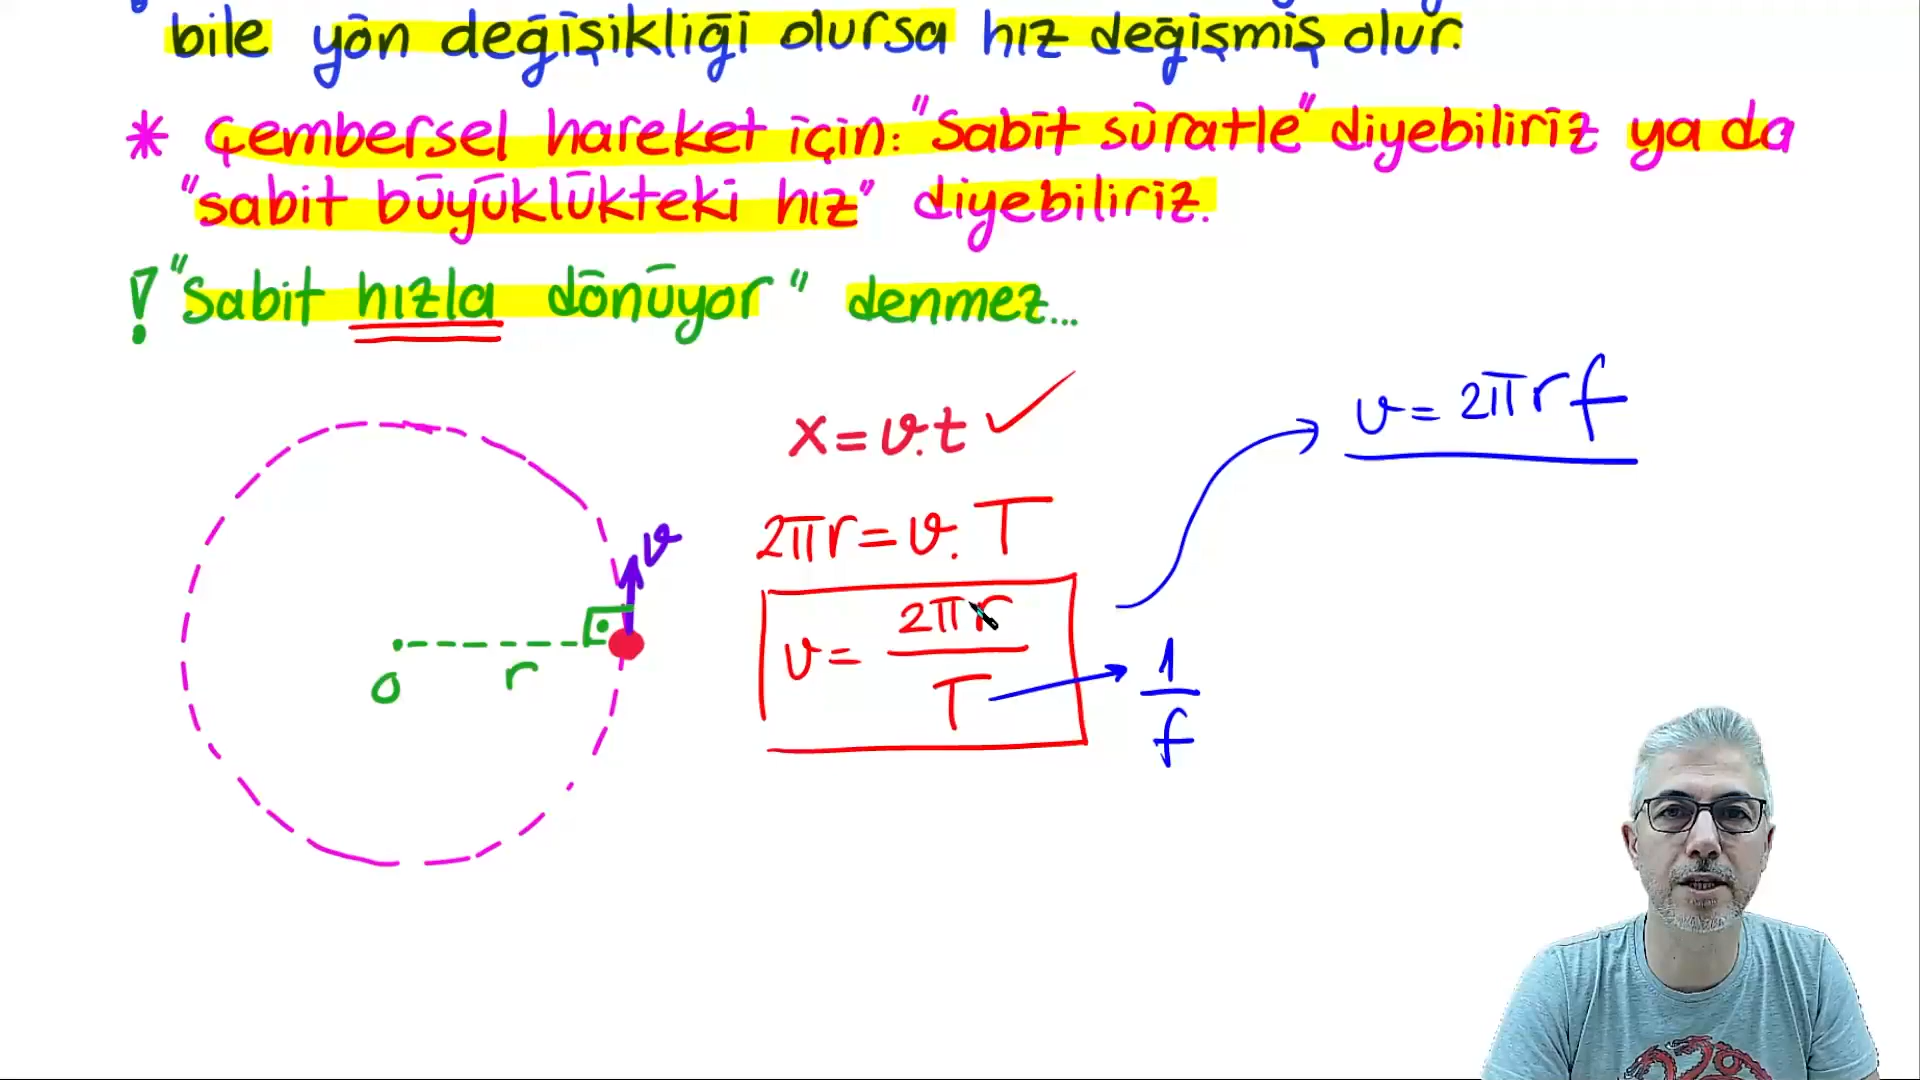 bile yön değişikliği olursa hız değişmiş olur.
* Çembersel hareket için: "Sabit süratle" diyebiliriz ya da
"sabit büyüklükteki hız" diyebiliriz.
! "Sabit hızla dönüyor" denmez...
x = v.t ✓
v = 2πrf
2πr = v.T
v
v = 2πr / T
1 / f
O
r